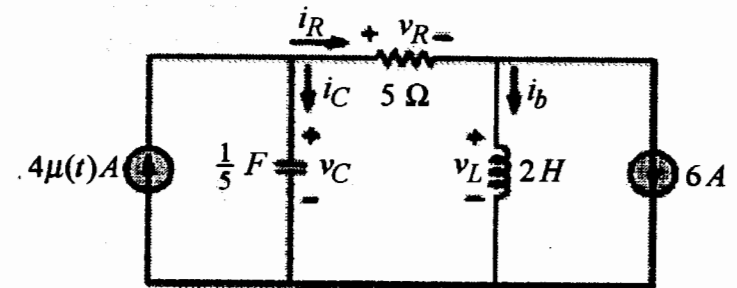 i_R + v_R –
i_C 5 Ω i_b
.4μ(t)A 1/5 F + v_C – + v_L – 2 H 6 A